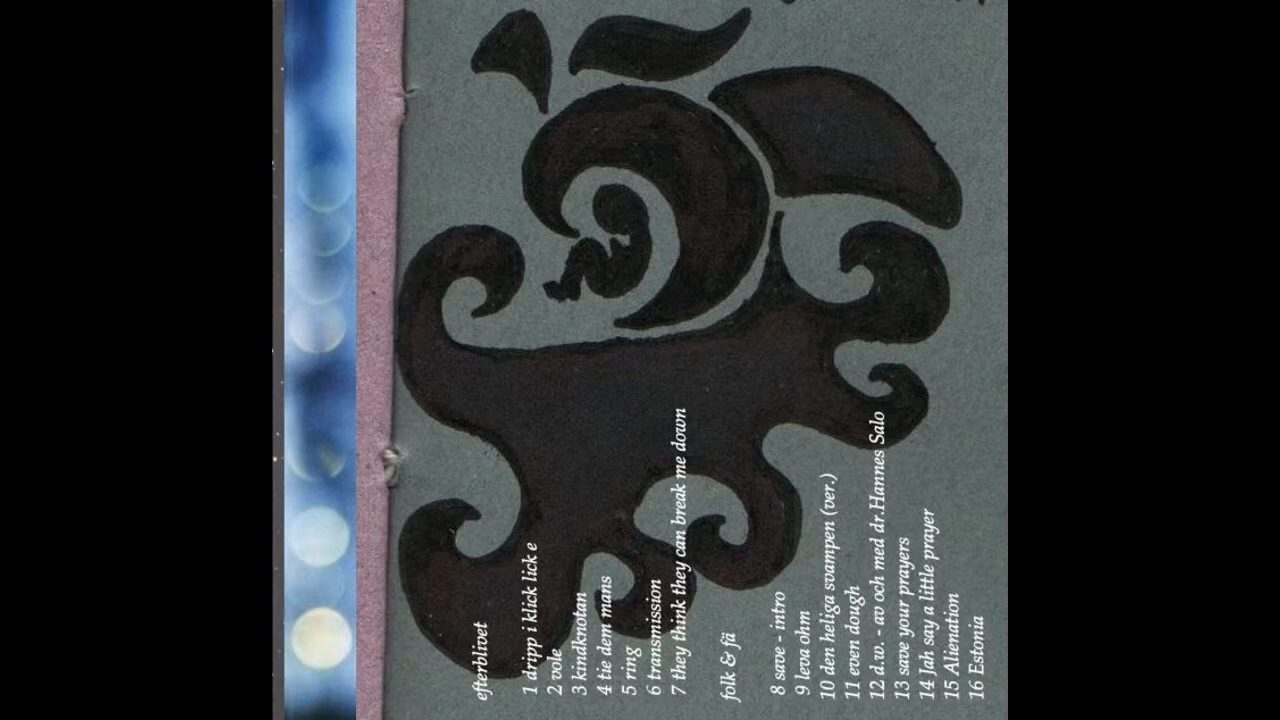 efterblivet
1 dripp i klick lick e
2 vole
3 kindknotan
4 tie dem mans
5 ring
6 transmission
7 they think they can break me down
folk & fä
8 save - intro
9 leva ohm
10 den heliga svampen (ver.)
11 even dough
12 d.w. - av och med dr.Hannes Salo
13 save your prayers
14 Jah say a little prayer
15 Alienation
16 Estonia